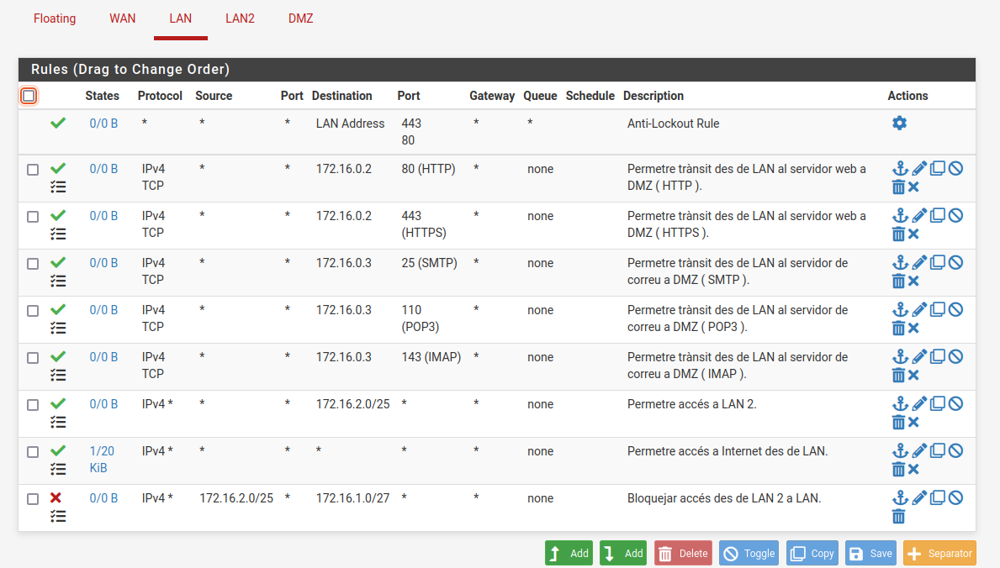 Floating WAN LAN LAN2 DMZ
Rules (Drag to Change Order)
States Protocol Source Port Destination Port Gateway Queue Schedule Description Actions
0/0 B * * * LAN Address 443 * * Anti-Lockout Rule
80
0/0 B IPv4 * * 172.16.0.2 80 (HTTP) * none Permetre trànsit des de LAN al servidor web a
TCP DMZ ( HTTP ).
0/0 B IPv4 * * 172.16.0.2 443 * none Permetre trànsit des de LAN al servidor web a
TCP (HTTPS) DMZ ( HTTPS ).
0/0 B IPv4 * * 172.16.0.3 25 (SMTP) * none Permetre trànsit des de LAN al servidor de
TCP correu a DMZ ( SMTP ).
0/0 B IPv4 * * 172.16.0.3 110 * none Permetre trànsit des de LAN al servidor de
TCP (POP3) correu a DMZ ( POP3 ).
0/0 B IPv4 * * 172.16.0.3 143 (IMAP) * none Permetre trànsit des de LAN al servidor de
TCP correu a DMZ ( IMAP ).
0/0 B IPv4 * * * 172.16.2.0/25 * * none Permetre accés a LAN 2.
1/20 IPv4 * * * * * * none Permetre accés a Internet des de LAN.
KiB
0/0 B IPv4 * 172.16.2.0/25 * 172.16.1.0/27 * * none Bloquejar accés des de LAN 2 a LAN.
Add Add Delete Toggle Copy Save Separator